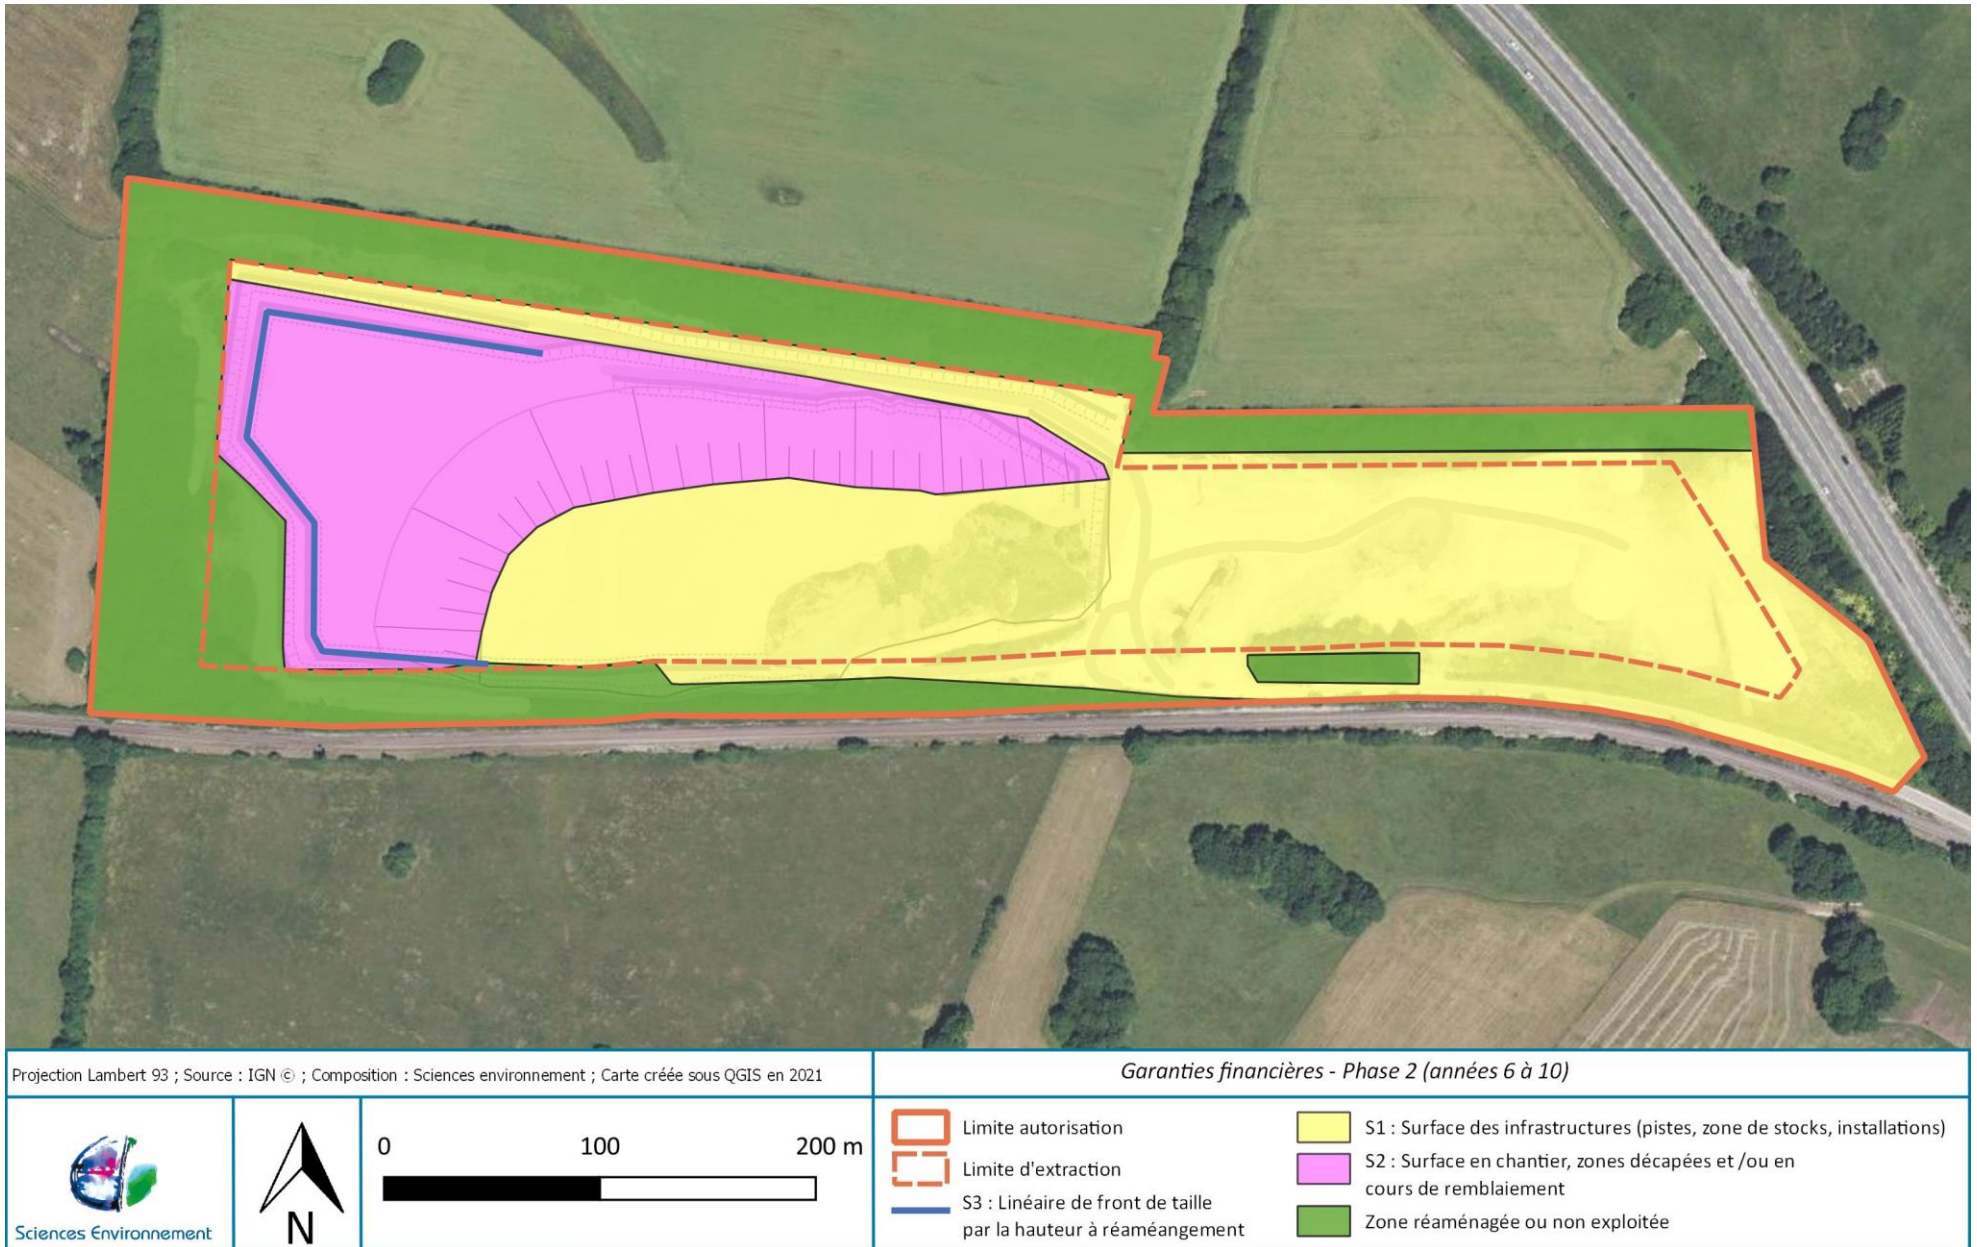 Projection Lambert 93 ; Source : IGN © ; Composition : Sciences environnement ; Carte créée sous QGIS en 2021
Garanties financières - Phase 2 (années 6 à 10)
Sciences Environnement
N
0 100 200 m
Limite autorisation
Limite d'extraction
S3 : Linéaire de front de taille
par la hauteur à réaméangement
S1 : Surface des infrastructures (pistes, zone de stocks, installations)
S2 : Surface en chantier, zones décapées et /ou en
cours de remblaiement
Zone réaménagée ou non exploitée